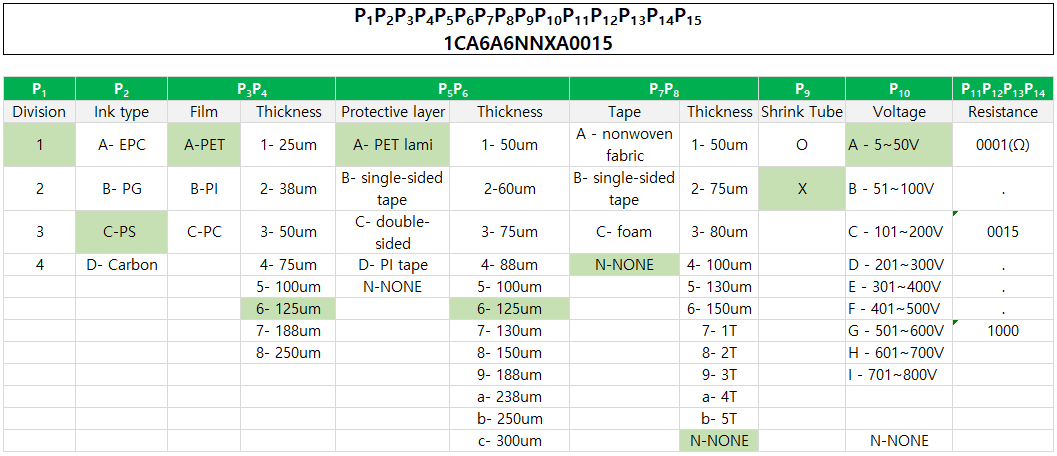 P₁P₂P₃P₄P₅P₆P₇P₈P₉P₁₀P₁₁P₁₂P₁₃P₁₄P₁₅
1CA6A6NNXA0015
P₁ P₂ P₃P₄ P₅P₆ P₇P₈ P₉ P₁₀ P₁₁P₁₂P₁₃P₁₄
Division Ink type Film Thickness Protective layer Thickness Tape Thickness Shrink Tube Voltage Resistance
1 A- EPC A-PET 1- 25um A- PET lami 1- 50um A - nonwoven fabric 1- 50um O A - 5~50V 0001(Ω)
2 B- PG B-PI 2- 38um B- single-sided tape 2-60um B- single-sided tape 2- 75um X B - 51~100V .
3 C-PS C-PC 3- 50um C- double-sided 3- 75um C- foam 3- 80um C - 101~200V 0015
4 D- Carbon 4- 75um D- PI tape 4- 88um N-NONE 4- 100um D - 201~300V .
5- 100um N-NONE 5- 100um 5- 130um E - 301~400V .
6- 125um 6- 125um 6- 150um F - 401~500V .
7- 188um 7- 130um 7- 1T G - 501~600V 1000
8- 250um 8- 150um 8- 2T H - 601~700V
9- 188um 9- 3T I - 701~800V
a- 238um a- 4T
b- 250um b- 5T
c- 300um N-NONE N-NONE